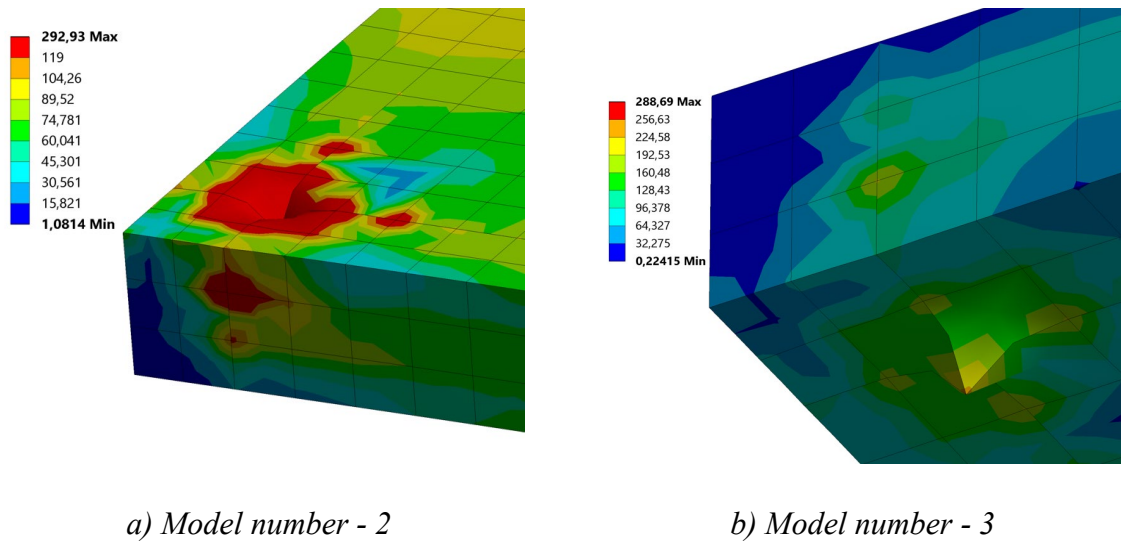 292,93 Max
119
104,26
89,52
74,781
60,041
45,301
30,561
15,821
1,0814 Min
288,69 Max
256,63
224,58
192,53
160,48
128,43
96,378
64,327
32,275
0,22415 Min
a) Model number - 2
b) Model number - 3